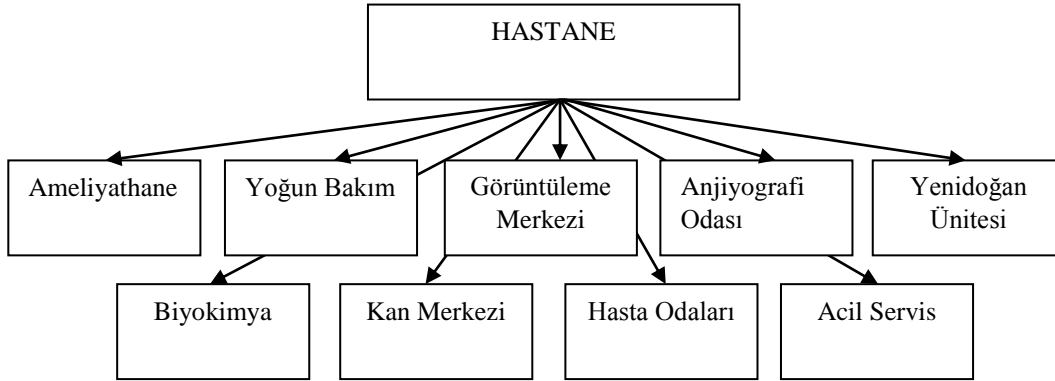 HASTANE
Ameliyathane
Yoğun Bakım
Görüntüleme
Merkezi
Anjiyografi
Odası
Yenidoğan
Ünitesi
Biyokimya
Kan Merkezi
Hasta Odaları
Acil Servis